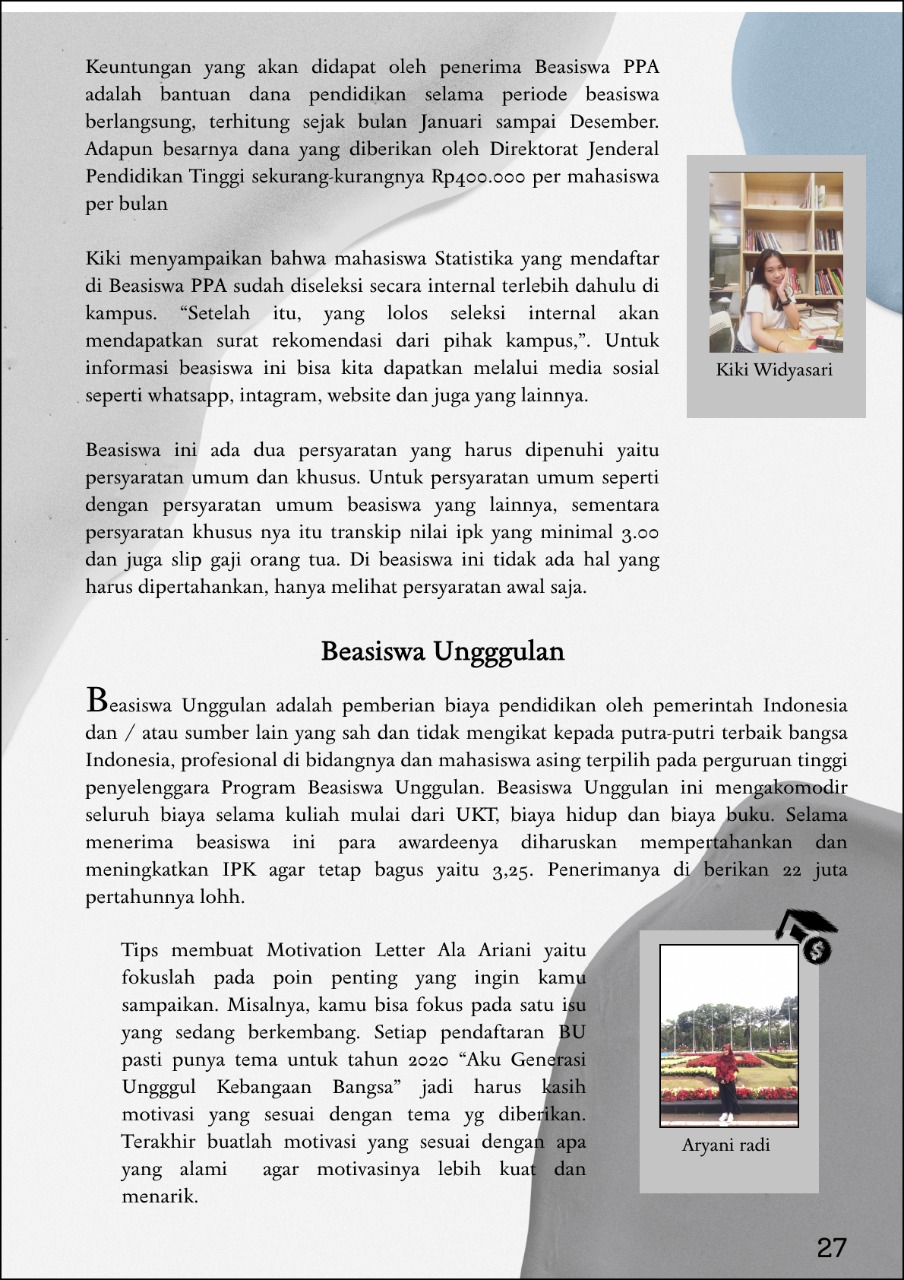 Keuntungan yang akan didapat oleh penerima Beasiswa PPA
adalah bantuan dana pendidikan selama periode beasiswa
berlangsung, terhitung sejak bulan Januari sampai Desember.
Adapun besarnya dana yang diberikan oleh Direktorat Jenderal
Pendidikan Tinggi sekurang-kurangnya Rp400.000 per mahasiswa
per bulan
Kiki menyampaikan bahwa mahasiswa Statistika yang mendaftar
di Beasiswa PPA sudah diseleksi secara internal terlebih dahulu di
kampus. “Setelah itu, yang lolos seleksi internal akan
mendapatkan surat rekomendasi dari pihak kampus,”. Untuk
informasi beasiswa ini bisa kita dapatkan melalui media sosial
seperti whatsapp, intagram, website dan juga yang lainnya.
Kiki Widyasari
Beasiswa ini ada dua persyaratan yang harus dipenuhi yaitu
persyaratan umum dan khusus. Untuk persyaratan umum seperti
dengan persyaratan umum beasiswa yang lainnya, sementara
persyaratan khusus nya itu transkip nilai ipk yang minimal 3.00
dan juga slip gaji orang tua. Di beasiswa ini tidak ada hal yang
harus dipertahankan, hanya melihat persyaratan awal saja.
Beasiswa Ungggulan
Beasiswa Unggulan adalah pemberian biaya pendidikan oleh pemerintah Indonesia
dan / atau sumber lain yang sah dan tidak mengikat kepada putra-putri terbaik bangsa
Indonesia, profesional di bidangnya dan mahasiswa asing terpilih pada perguruan tinggi
penyelenggara Program Beasiswa Unggulan. Beasiswa Unggulan ini mengakomodir
seluruh biaya selama kuliah mulai dari UKT, biaya hidup dan biaya buku. Selama
menerima beasiswa ini para awardeenya diharuskan mempertahankan dan
meningkatkan IPK agar tetap bagus yaitu 3,25. Penerimanya di berikan 22 juta
pertahunnya lohh.
Tips membuat Motivation Letter Ala Ariani yaitu
fokuslah pada poin penting yang ingin kamu
sampaikan. Misalnya, kamu bisa fokus pada satu isu
yang sedang berkembang. Setiap pendaftaran BU
pasti punya tema untuk tahun 2020 “Aku Generasi
Ungggul Kebangaan Bangsa” jadi harus kasih
motivasi yang sesuai dengan tema yg diberikan.
Terakhir buatlah motivasi yang sesuai dengan apa
yang alami agar motivasinya lebih kuat dan
menarik.
$
Aryani radi
27